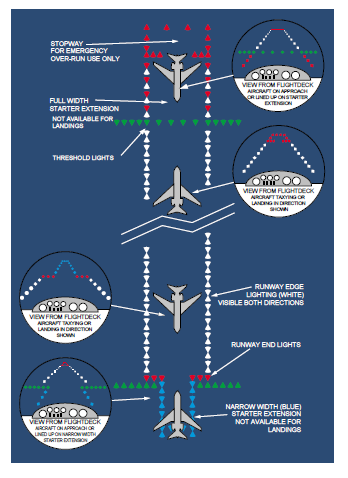 STOPWAY
FOR EMERGENCY
OVER-RUN USE ONLY
VIEW FROM FLIGHTDECK
AIRCRAFT ON APPROACH
OR LINED UP ON STARTER
EXTENSION
FULL WIDTH
STARTER EXTENSION
NOT AVAILABLE FOR
LANDINGS
THRESHOLD LIGHTS
VIEW FROM FLIGHTDECK
AIRCRAFT TAXYING OR
LANDING IN DIRECTION
SHOWN
VIEW FROM FLIGHTDECK
AIRCRAFT TAXYING OR
LANDING IN DIRECTION
SHOWN
RUNWAY EDGE
LIGHTING (WHITE)
VISIBLE BOTH DIRECTIONS
RUNWAY END LIGHTS
VIEW FROM FLIGHTDECK
AIRCRAFT ON APPROACH OR
LINED UP ON NARROW WIDTH
STARTER EXTENSION
NARROW WIDTH (BLUE)
STARTER EXTENSION
NOT AVAILABLE FOR
LANDINGS